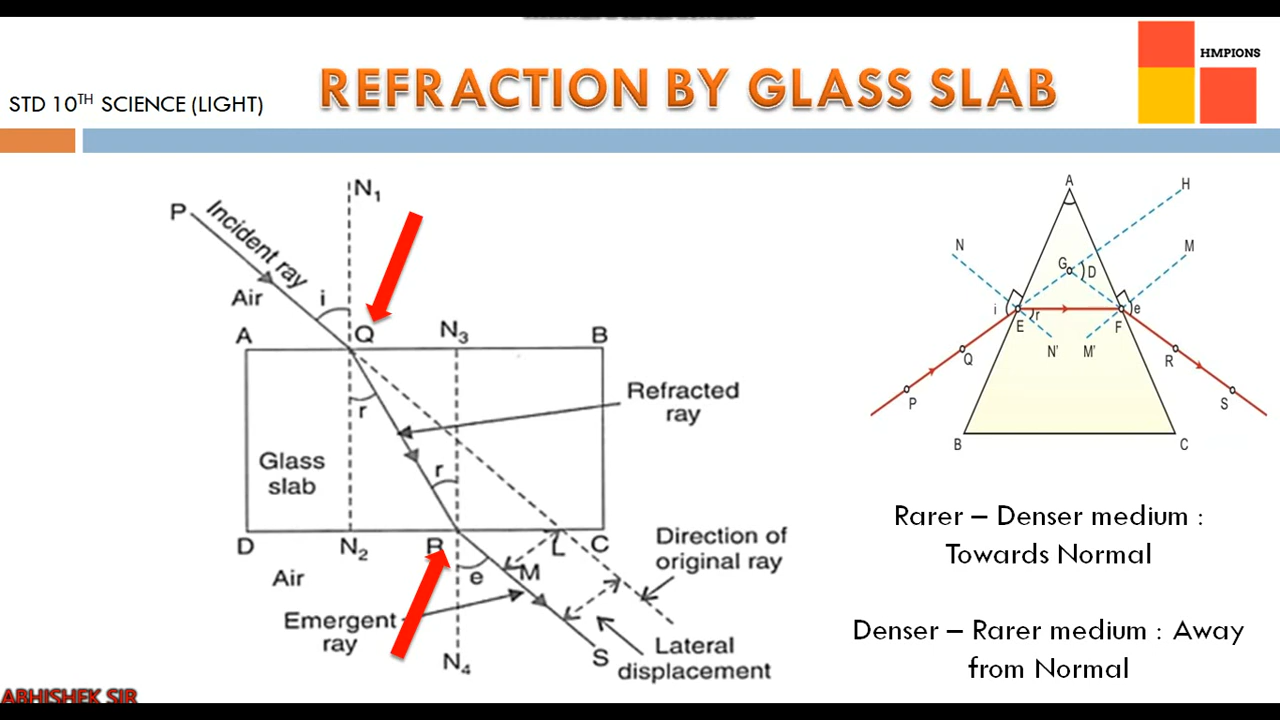 HMPIONS
STD 10TH SCIENCE (LIGHT)
REFRACTION BY GLASS SLAB
N1
P
Incident ray
Air
i
A
Q
N3
B
r
Refracted
ray
Glass
slab
r
D
N2
R
L
C
Air
e
M
Direction of
original ray
Emergent
ray
N4
S
Lateral
displacement
A
H
N
M
G
D
i
E
r
F
e
Q
N'
M'
R
P
S
B
C
Rarer – Denser medium :
Towards Normal
Denser – Rarer medium : Away
from Normal
ABHISHEK SIR